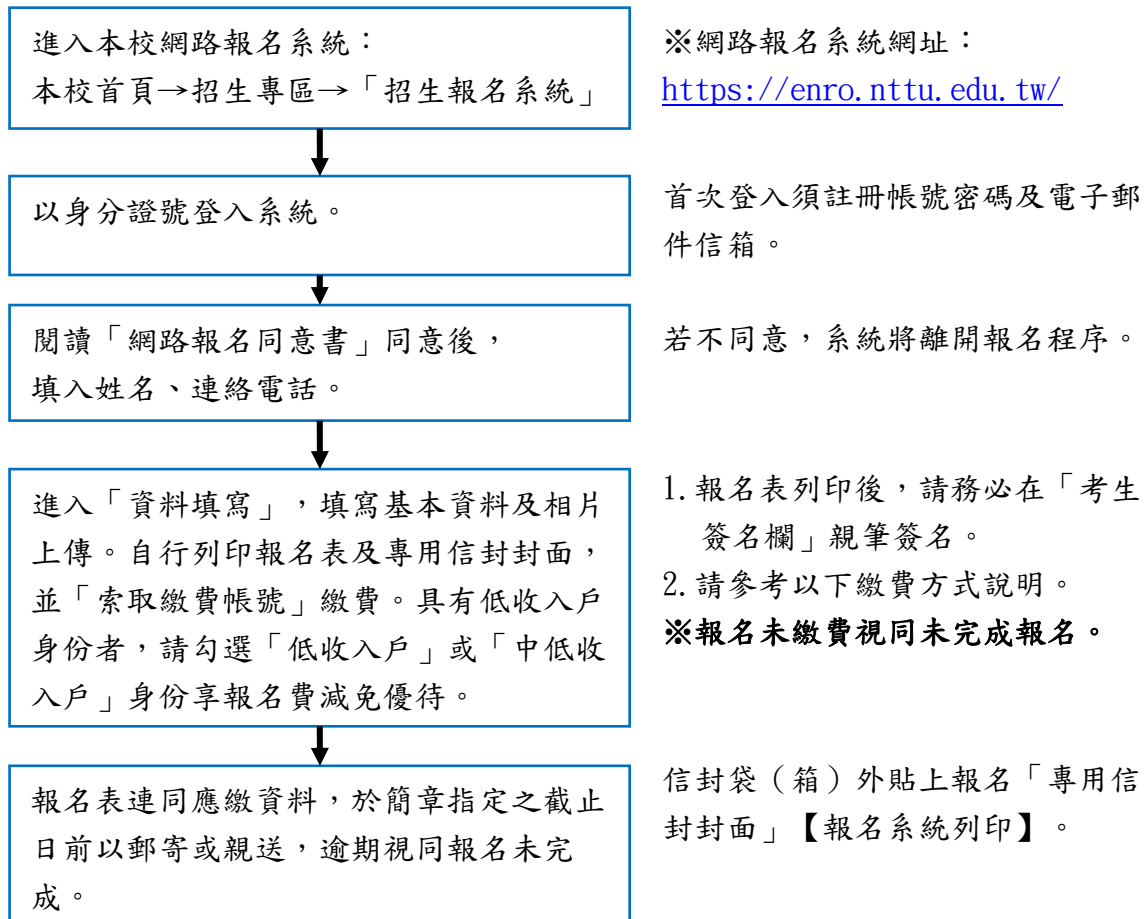 進入本校網路報名系統：
本校首頁→招生專區→「招生報名系統」
※網路報名系統網址：
https://enro.nttu.edu.tw/
以身分證號登入系統。
首次登入須註冊帳號密碼及電子郵
件信箱。
閱讀「網路報名同意書」同意後，
填入姓名、連絡電話。
若不同意，系統將離開報名程序。
進入「資料填寫」，填寫基本資料及相片
上傳。自行列印報名表及專用信封封面，
並「索取繳費帳號」繳費。具有低收入戶
身份者，請勾選「低收入戶」或「中低收
入戶」身份享報名費減免優待。
1.報名表列印後，請務必在「考生
簽名欄」親筆簽名。
2.請參考以下繳費方式說明。
※報名未繳費視同未完成報名。
報名表連同應繳資料，於簡章指定之截止
日前以郵寄或親送，逾期視同報名未完
成。
信封袋（箱）外貼上報名「專用信
封封面」【報名系統列印】。